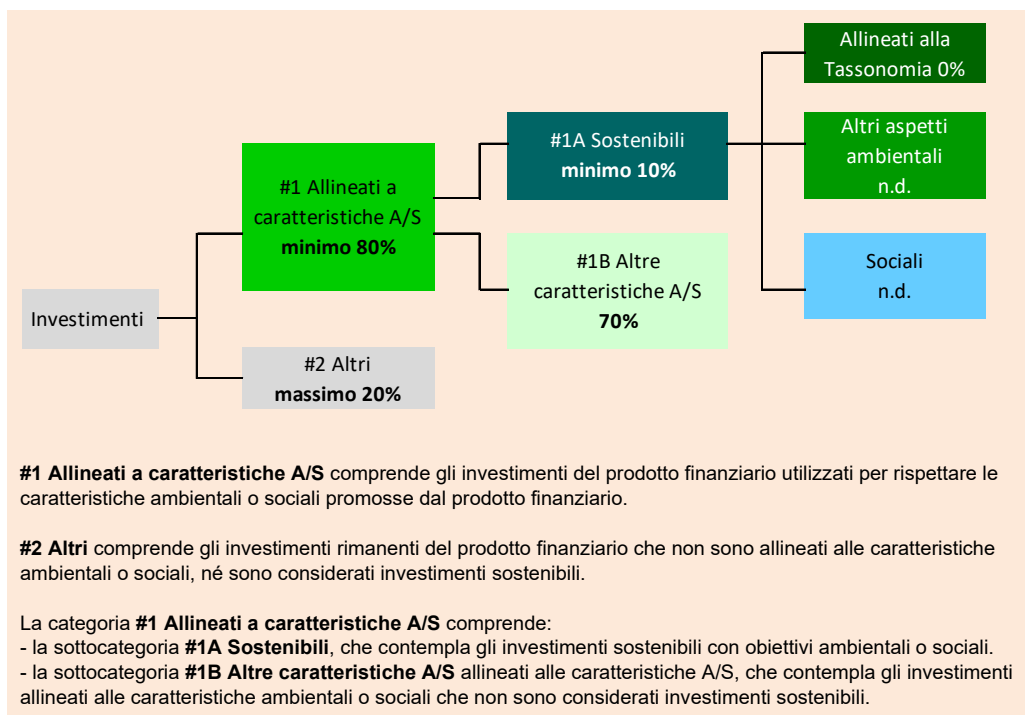 Allineati alla
Tassonomia 0%
#1A Sostenibili
minimo 10%
Altri aspetti
ambientali
n.d.
#1 Allineati a
caratteristiche A/S
minimo 80%
#1B Altre
caratteristiche A/S
70%
Sociali
n.d.
Investimenti
#2 Altri
massimo 20%
#1 Allineati a caratteristiche A/S comprende gli investimenti del prodotto finanziario utilizzati per rispettare le
caratteristiche ambientali o sociali promosse dal prodotto finanziario.
#2 Altri comprende gli investimenti rimanenti del prodotto finanziario che non sono allineati alle caratteristiche
ambientali o sociali, né sono considerati investimenti sostenibili.
La categoria #1 Allineati a caratteristiche A/S comprende:
- la sottocategoria #1A Sostenibili, che contempla gli investimenti sostenibili con obiettivi ambientali o sociali.
- la sottocategoria #1B Altre caratteristiche A/S allineati alle caratteristiche A/S, che contempla gli investimenti
allineati alle caratteristiche ambientali o sociali che non sono considerati investimenti sostenibili.